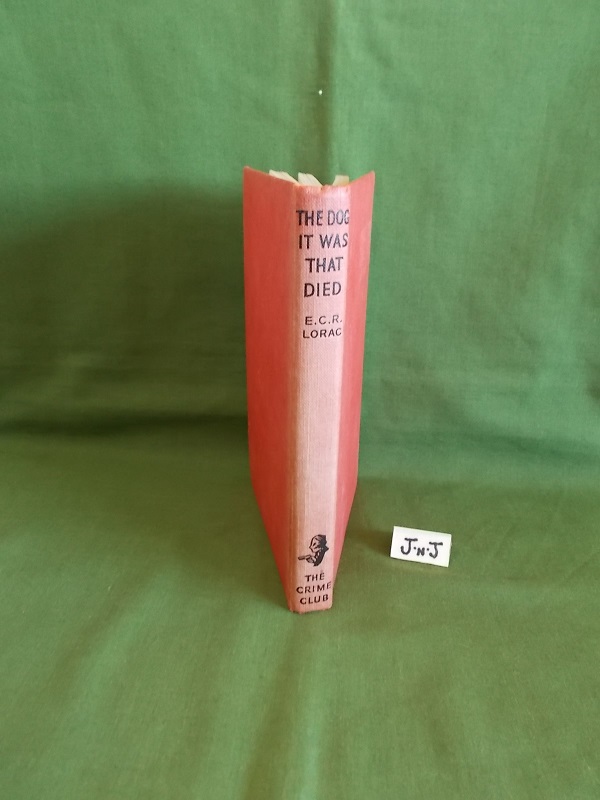 THE DOG
IT WAS
THAT
DIED
E.C.R.
LORAC
THE
CRIME
CLUB
J·N·J